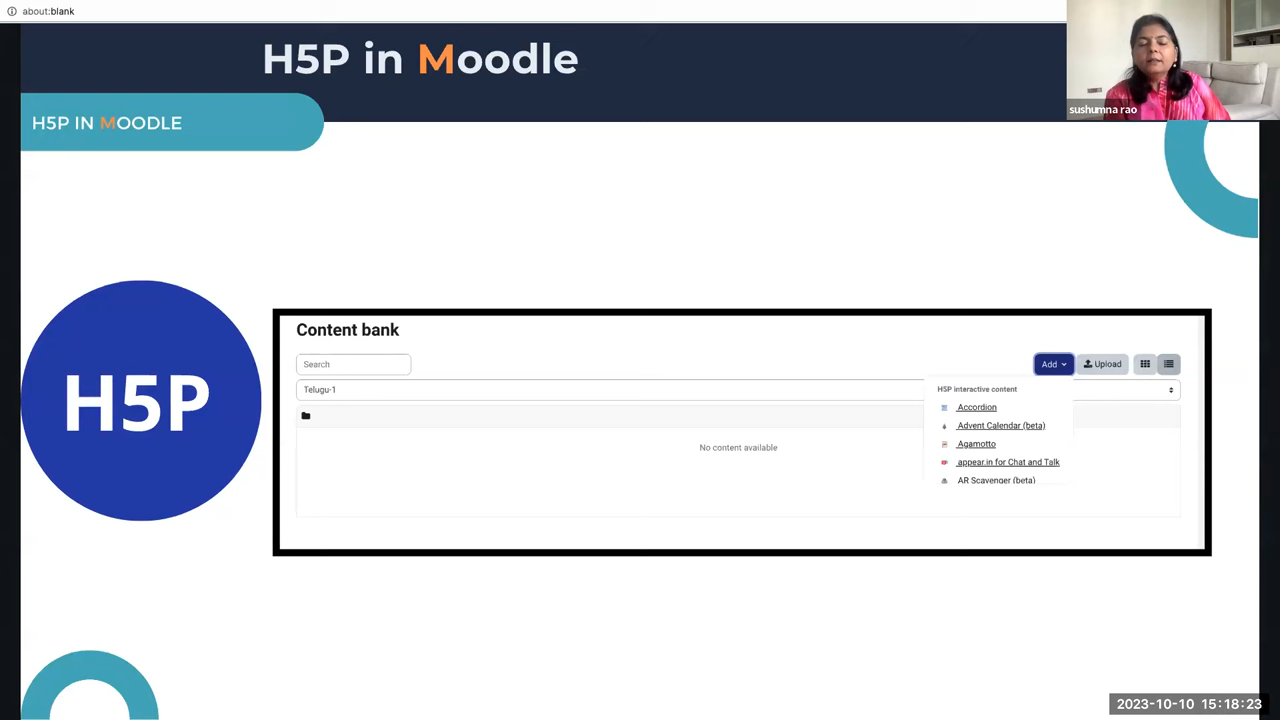 about:blank
H5P in Moodle
sushumna rao
H5P IN MOODLE
H5P
Content bank
Search
Add
Upload
Telugu-1
H5P interactive content
Accordion
Advent Calendar (beta)
Agamotto
No content available
appear.in for Chat and Talk
AR Scavenger (beta)
2023-10-10 15:18:23